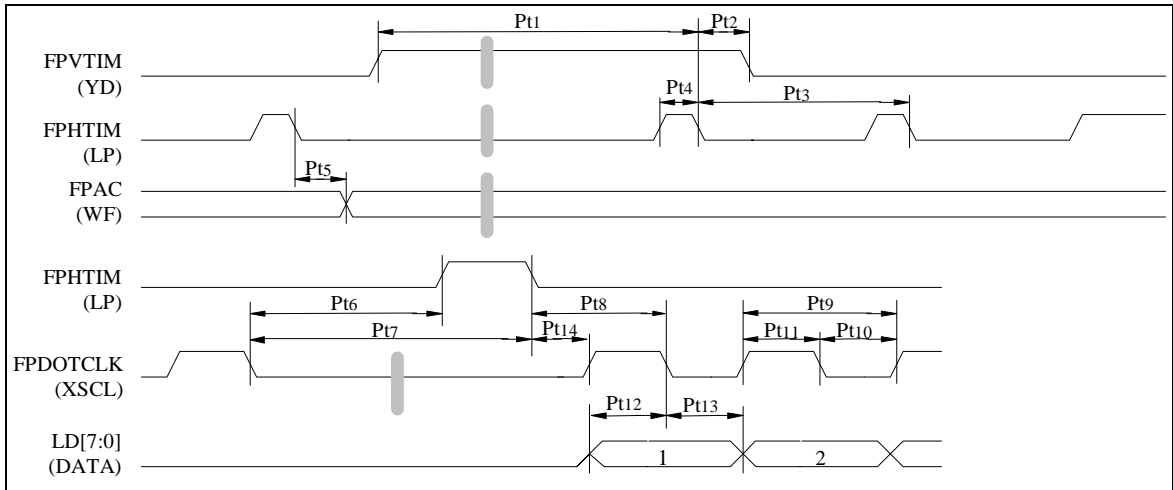 Pt1
Pt2
FPVTIM
(YD)
Pt4
Pt3
FPHTIM
(LP)
Pt5
FPAC
(WF)
FPHTIM
(LP)
Pt6
Pt8
Pt9
Pt7
Pt14
Pt11
Pt10
FPDOTCLK
(XSCL)
Pt12
Pt13
LD[7:0]
(DATA)
1
2